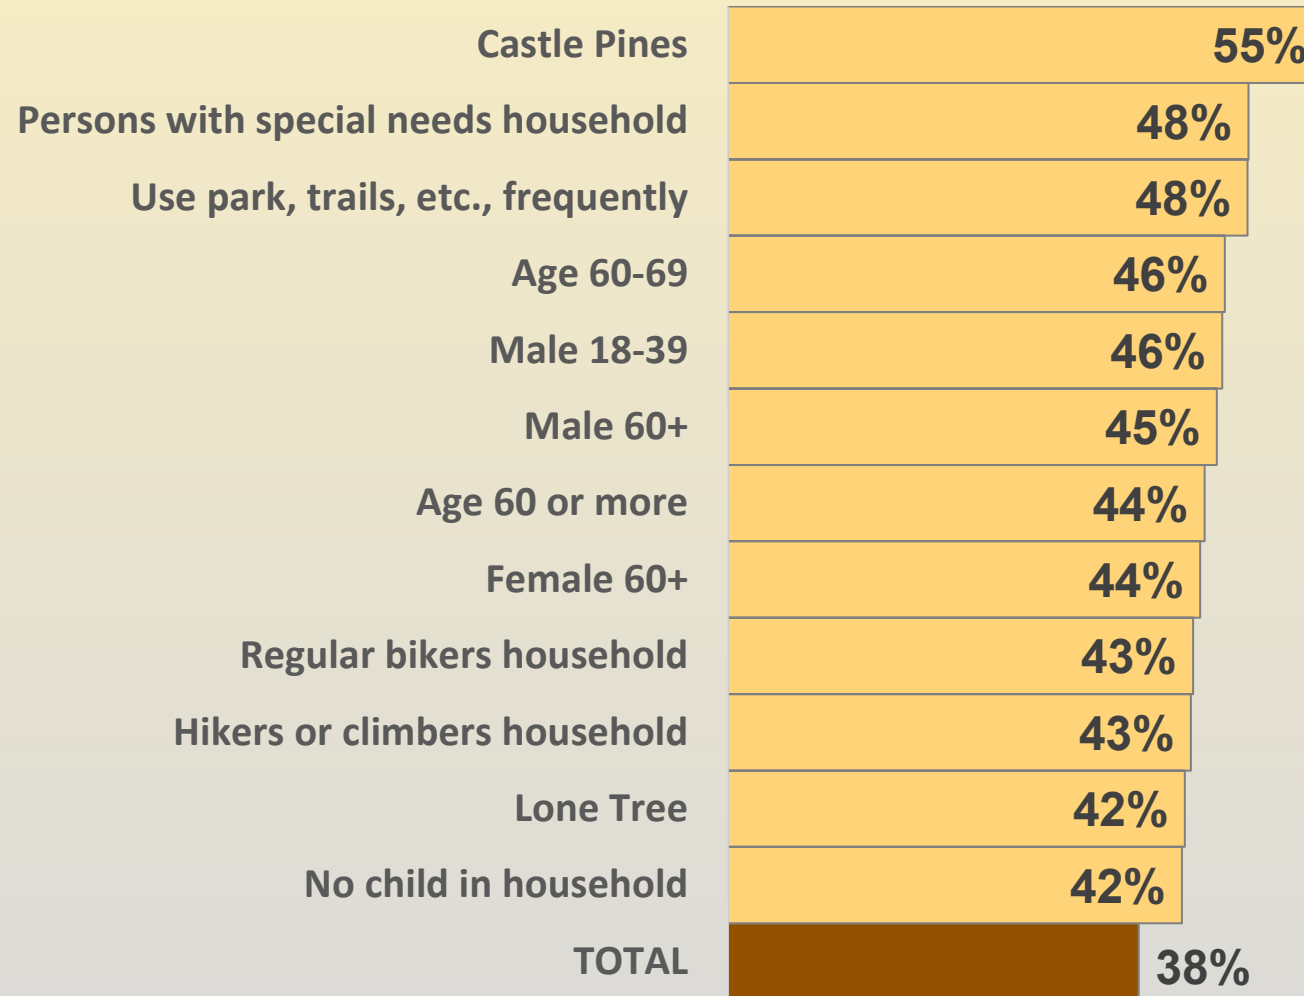 Castle Pines 55%
Persons with special needs household 48%
Use park, trails, etc., frequently 48%
Age 60-69 46%
Male 18-39 46%
Male 60+ 45%
Age 60 or more 44%
Female 60+ 44%
Regular bikers household 43%
Hikers or climbers household 43%
Lone Tree 42%
No child in household 42%
TOTAL 38%